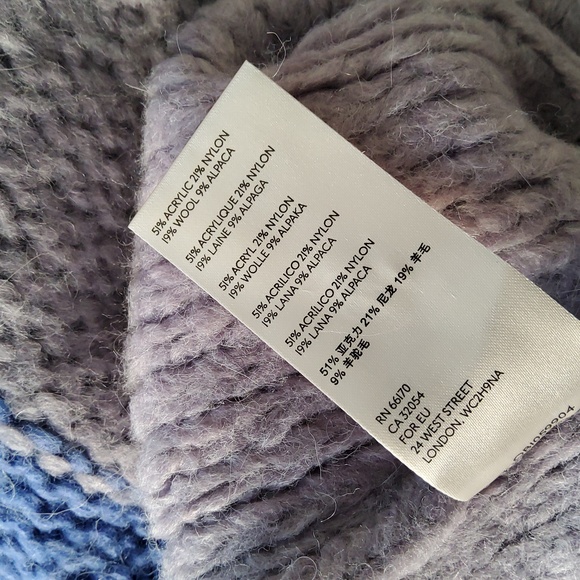 51% ACRYLIC 21% NYLON
19% WOOL 9% ALPACA
51% ACRYLIQUE 21% NYLON
19% LAINE 9% ALPAGA
51% ACRYL 21% NYLON
19% WOLLE 9% ALPAKA
51% ACRILICO 21% NYLON
19% LANA 9% ALPACA
51% ACRÍLICO 21% NYLON
19% LANA 9% ALPACA
51% 亚克力 21% 尼龙 19% 羊毛
9% 羊驼毛
RN 66170
CA 32054
FOR EU
24 WEST STREET
LONDON, WC2H9NA